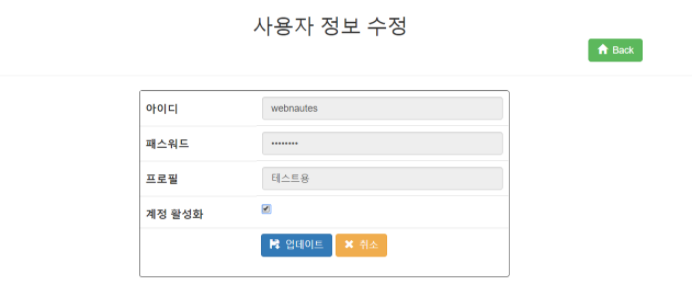 사용자 정보 수정
Back
아이디 webnautes
패스워드 ••••••••
프로필 테스트용
계정 활성화
업데이트 취소